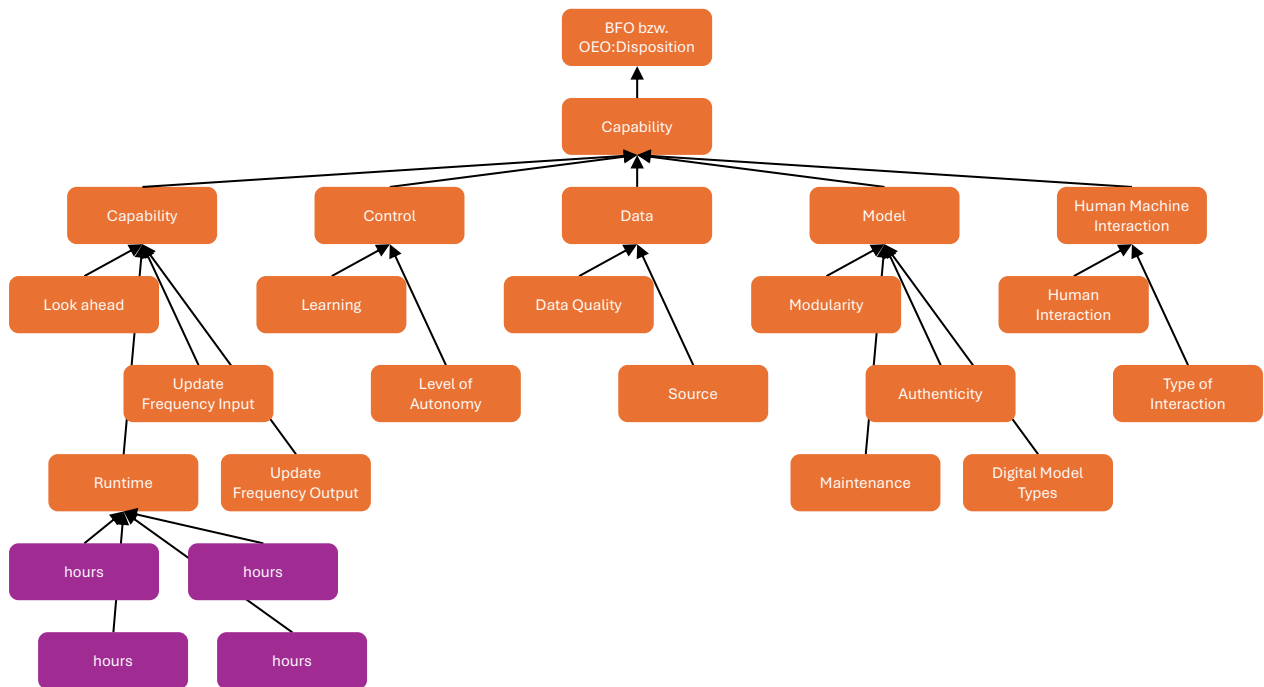 BFO bzw.
OEO:Disposition
Capability
Capability
Control
Data
Model
Human Machine
Interaction
Look ahead
Learning
Data Quality
Modularity
Human
Interaction
Update
Frequency Input
Level of
Autonomy
Source
Authenticity
Type of
Interaction
Runtime
Update
Frequency Output
Maintenance
Digital Model
Types
hours
hours
hours
hours